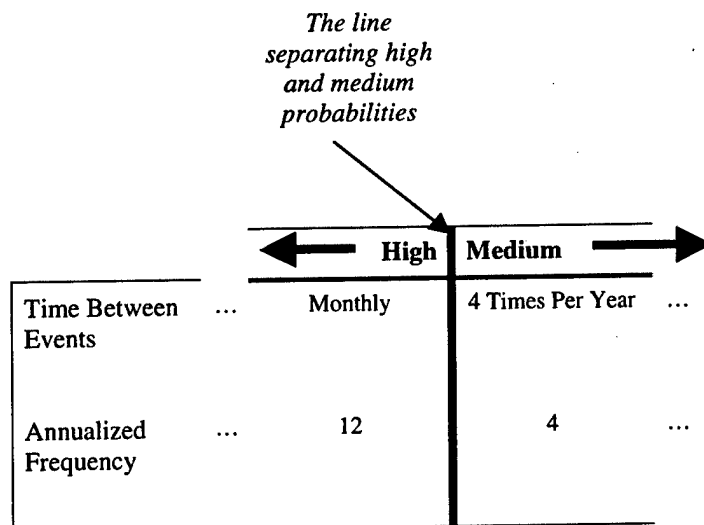 The line
separating high
and medium
probabilities
High Medium
Time Between ... Monthly 4 Times Per Year ...
Events
Annualized ... 12 4 ...
Frequency